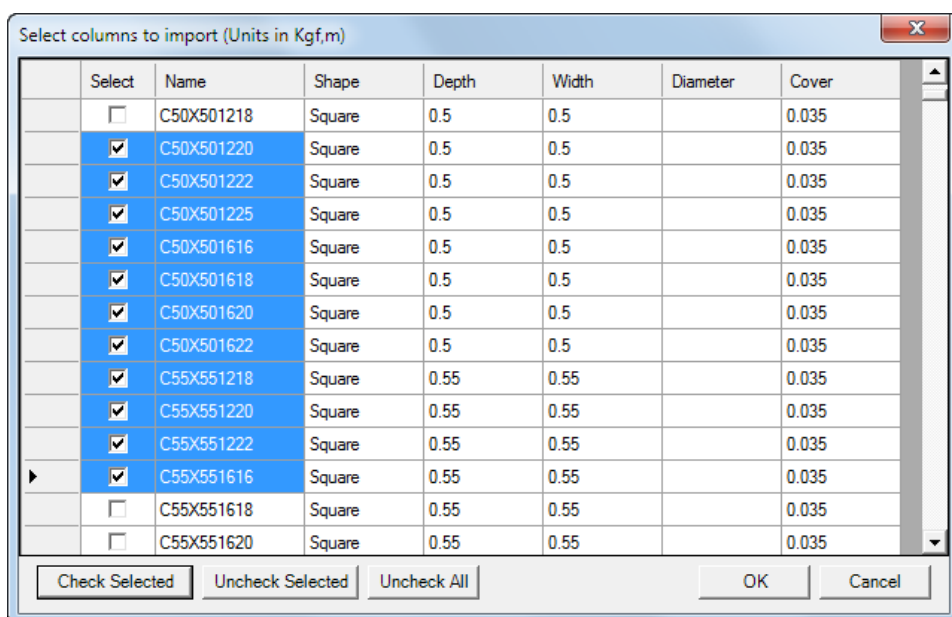 Select columns to import (Units in Kgf,m)
Select Name Shape Depth Width Diameter Cover
C50X501218 Square 0.5 0.5 0.035
C50X501220 Square 0.5 0.5 0.035
C50X501222 Square 0.5 0.5 0.035
C50X501225 Square 0.5 0.5 0.035
C50X501616 Square 0.5 0.5 0.035
C50X501618 Square 0.5 0.5 0.035
C50X501620 Square 0.5 0.5 0.035
C50X501622 Square 0.5 0.5 0.035
C55X551218 Square 0.55 0.55 0.035
C55X551220 Square 0.55 0.55 0.035
C55X551222 Square 0.55 0.55 0.035
C55X551616 Square 0.55 0.55 0.035
C55X551618 Square 0.55 0.55 0.035
C55X551620 Square 0.55 0.55 0.035
Check Selected Uncheck Selected Uncheck All OK Cancel